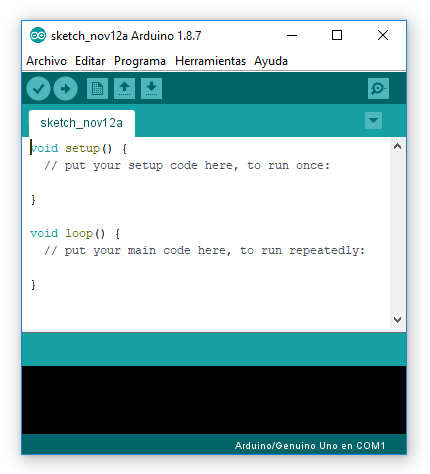 sketch_nov12a Arduino 1.8.7
Archivo Editar Programa Herramientas Ayuda
sketch_nov12a
void setup() {
  // put your setup code here, to run once:
}
void loop() {
  // put your main code here, to run repeatedly:
}
Arduino/Genuino Uno en COM1